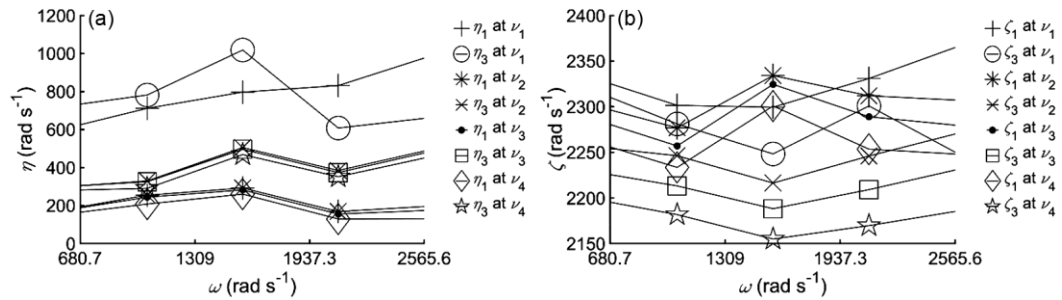 (a)
η (rad s⁻¹)
1200
1000
800
600
400
200
0
680.7 1309 1937.3 2565.6
ω (rad s⁻¹)
η₁ at ν₁
η₃ at ν₁
η₁ at ν₂
η₃ at ν₂
η₁ at ν₃
η₃ at ν₃
η₁ at ν₄
η₃ at ν₄
(b)
ζ (rad s⁻¹)
2400
2350
2300
2250
2200
2150
680.7 1309 1937.3 2565.6
ω (rad s⁻¹)
ζ₁ at ν₁
ζ₃ at ν₁
ζ₁ at ν₂
ζ₃ at ν₂
ζ₁ at ν₃
ζ₃ at ν₃
ζ₁ at ν₄
ζ₃ at ν₄